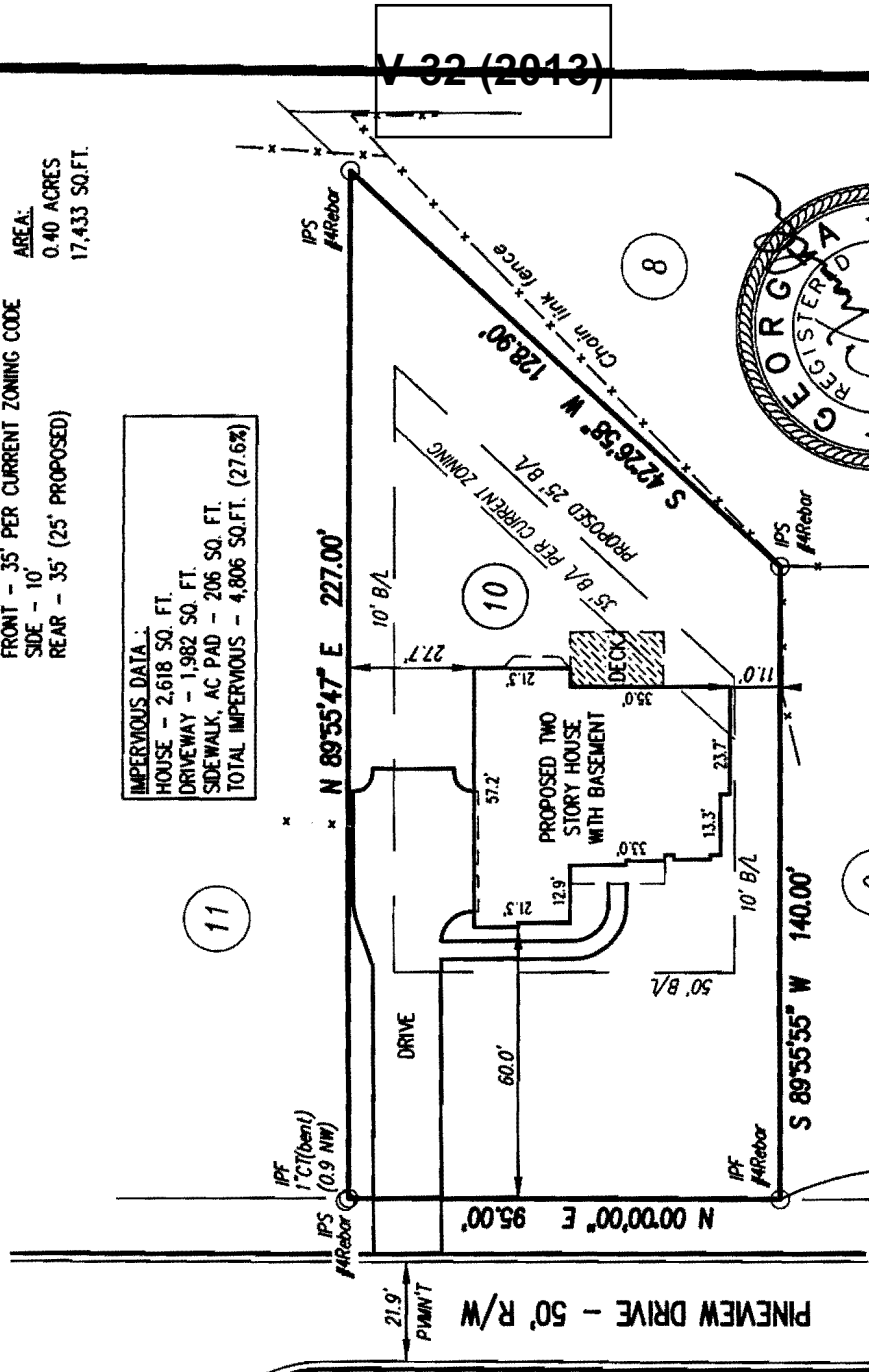 V-32 (2013)
AREA:
0.40 ACRES
17,433 SQ.FT.
FRONT - 35' PER CURRENT ZONING CODE
SIDE - 10'
REAR - 35' (25' PROPOSED)
IMPERVIOUS DATA :
HOUSE - 2,618 SQ. FT.
DRIVEWAY - 1,982 SQ. FT.
SIDEWALK, AC PAD - 206 SQ. FT.
TOTAL IMPERVIOUS - 4,806 SQ.FT. (27.6%)
IPS
#4Rebar
N 89°55'47" E 227.00'
10' B/L
27.7'
11
10
8
Chain link fence
128.90'
S 42°26'58" W
35' B/L PER CURRENT ZONING
PROPOSED 25' B/L
GEORGIA
REGISTERED
DECK
21.3'
35.0'
11.0'
57.2'
PROPOSED TWO
STORY HOUSE
WITH BASEMENT
23.7'
13.3'
33.0'
12.9'
21.3'
10' B/L
50' B/L
IPS
#4Rebar
DRIVE
60.0'
S 89°55'55" W 140.00'
IPF
1"CT(bent)
(0.9 NW)
IPS
#4Rebar
IPF
#4Rebar
N 00°00'00" E 95.00'
21.9'
PVMN'T
PINEVIEW DRIVE - 50' R/W